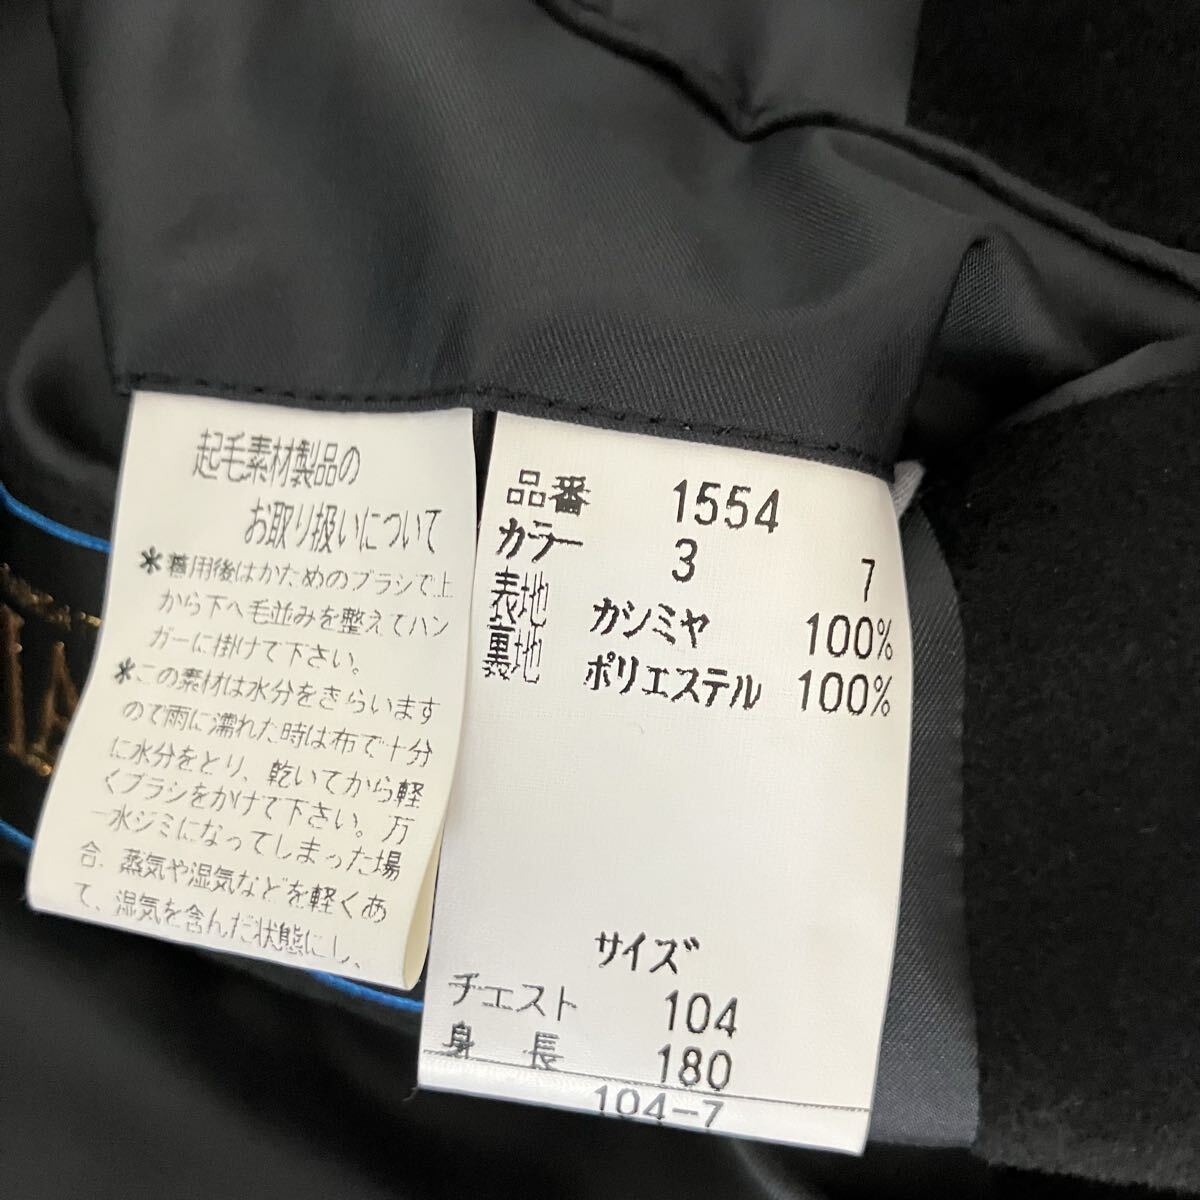 起毛素材製品の
お取り扱いについて
*着用後はかためのブラシで上
から下へ毛並みを整えてハン
ガーに掛けて下さい。
*この素材は水分をきらいます
ので雨に濡れた時は布で十分
に水分をとり、乾いてから軽
くブラシをかけて下さい。万
一水ジミになってしまった場
合、蒸気や湿気などを軽くあ
て、湿気を含んだ状態にし、
品番 1554
カラー 3 7
表地 カシミヤ 100%
裏地 ポリエステル 100%
サイズ
チェスト 104
身長 180
104-7